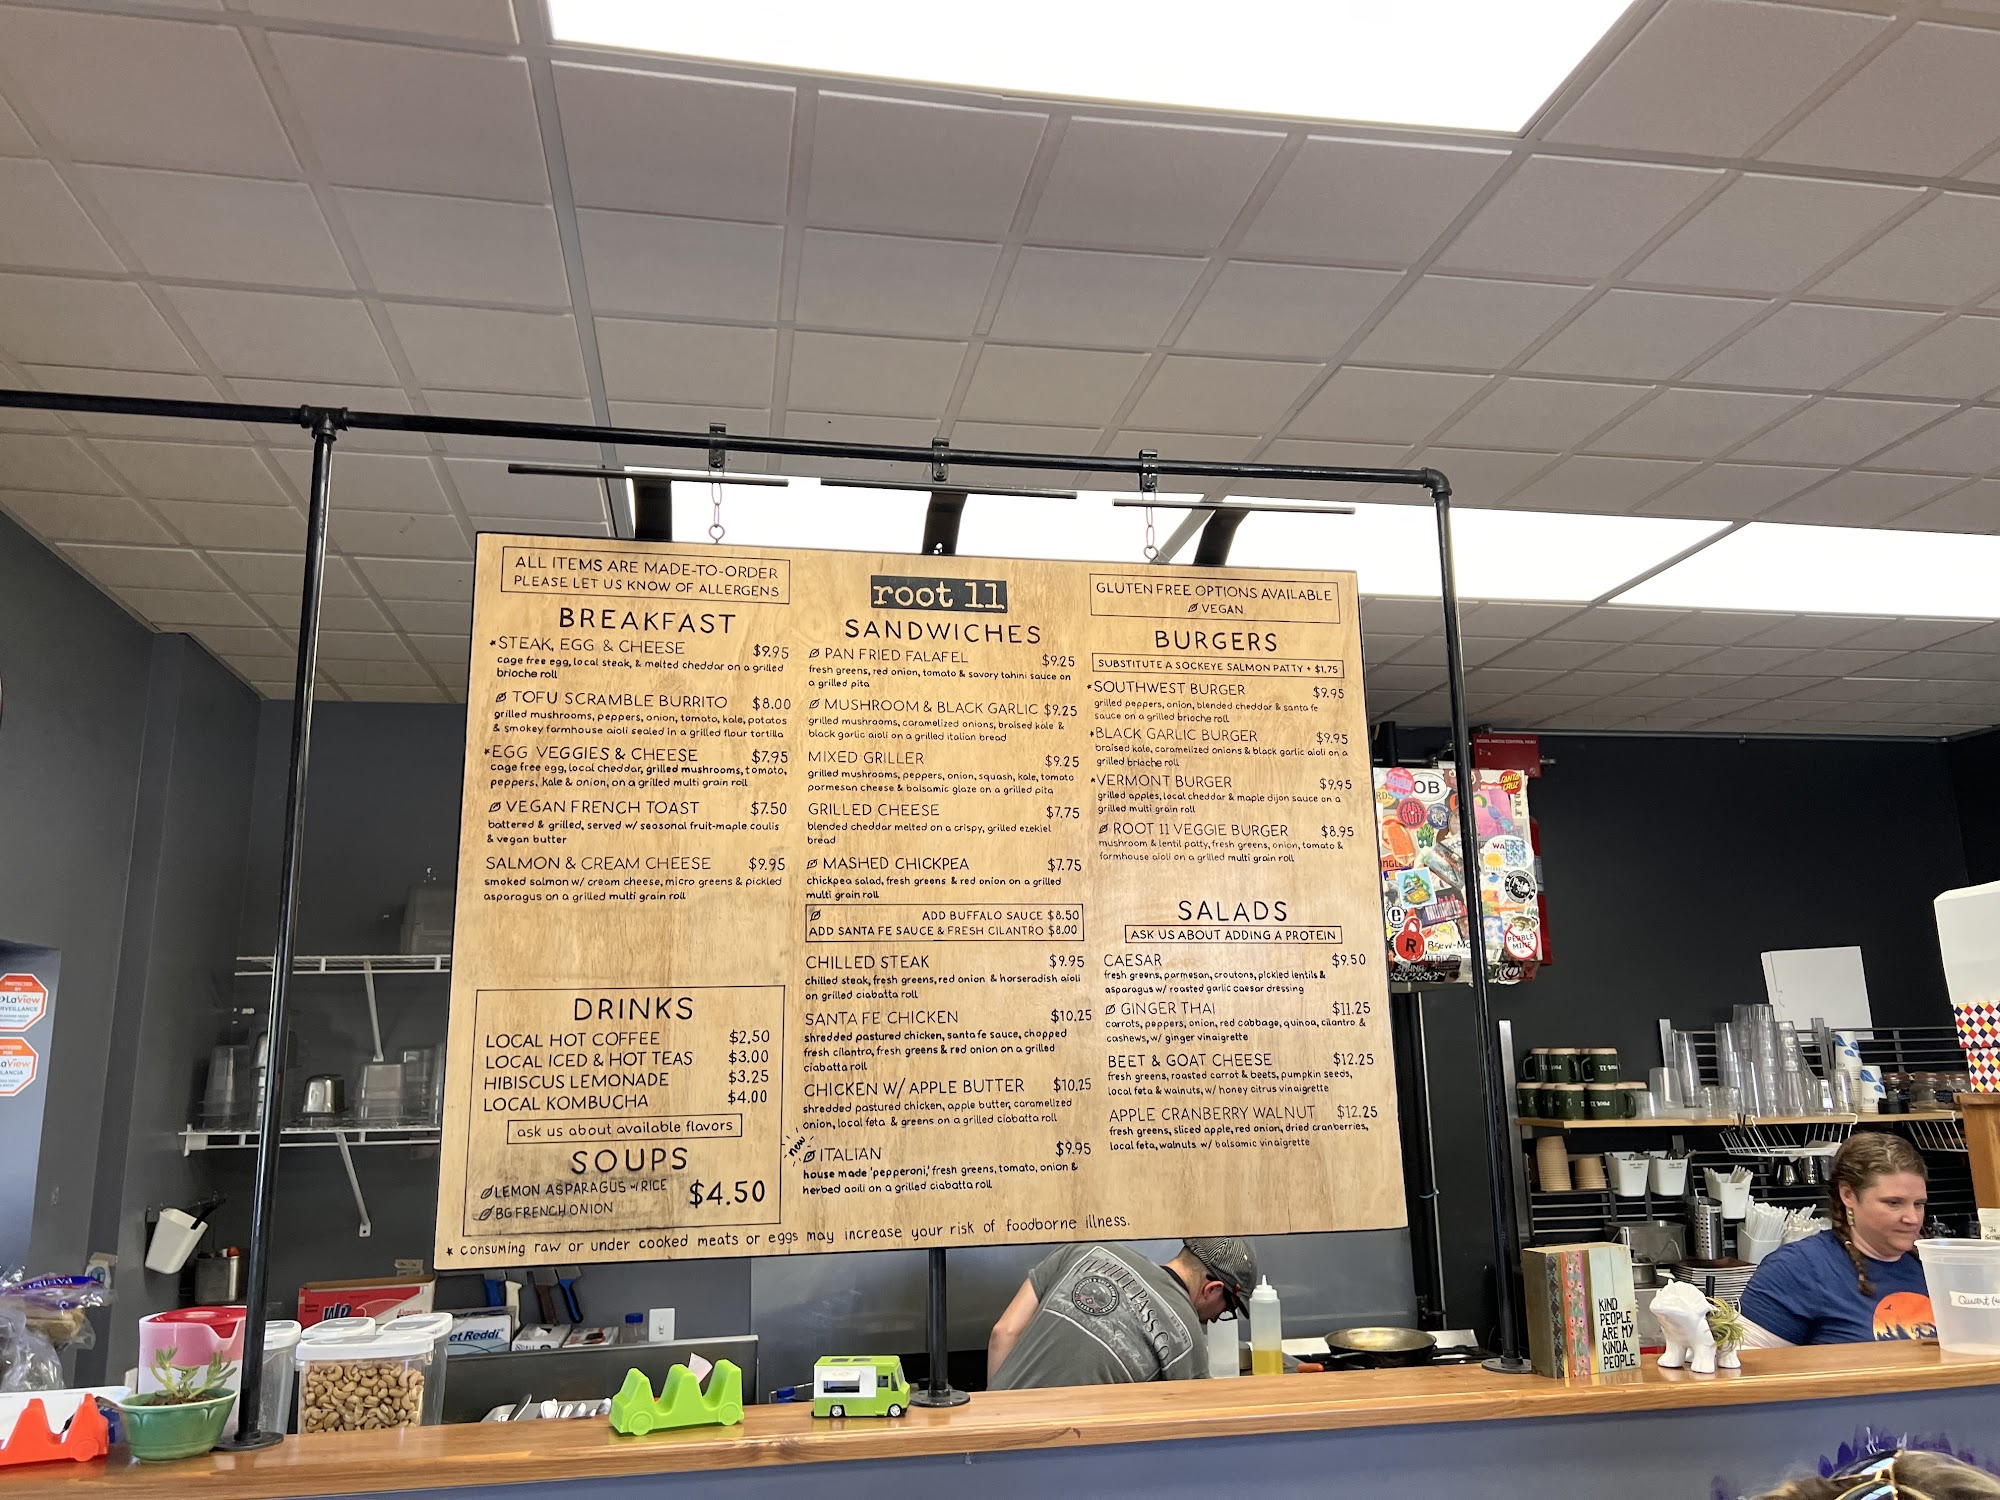 ALL ITEMS ARE MADE-TO-ORDER
PLEASE LET US KNOW OF ALLERGENS
BREAKFAST
*STEAK, EGG & CHEESE $9.95
cage free egg, local steak, & melted cheddar on a grilled
brioche roll
TOFU SCRAMBLE BURRITO $8.00
grilled mushrooms, peppers, onion, tomato, kale, potatos
& smokey farmhouse aioli sealed in a grilled flour tortilla
*EGG VEGGIES & CHEESE $7.95
cage free egg, local cheddar, grilled mushrooms, tomato,
peppers, kale & onion, on a grilled multi grain roll
VEGAN FRENCH TOAST $7.50
battered & grilled, served w/ seasonal fruit-maple coulis
& vegan butter
SALMON & CREAM CHEESE $9.95
smoked salmon w/ cream cheese, micro greens & pickled
asparagus on a grilled multi grain roll
DRINKS
LOCAL HOT COFFEE $2.50
LOCAL ICED & HOT TEAS $3.00
HIBISCUS LEMONADE $3.25
LOCAL KOMBUCHA $4.00
ask us about available flavors
SOUPS
LEMON ASPARAGUS w/ RICE
BG FRENCH ONION
$4.50
root 11
SANDWICHES
PAN FRIED FALAFEL $9.25
fresh greens, red onion, tomato & savory tahini sauce on
a grilled pita
MUSHROOM & BLACK GARLIC $9.25
grilled mushrooms, caramelized onions, braised kale &
black garlic aioli on a grilled italian bread
MIXED GRILLER $9.25
grilled mushrooms, peppers, onion, squash, kale, tomato
parmesan cheese & balsamic glaze on a grilled pita
GRILLED CHEESE $7.75
blended cheddar melted on a crispy, grilled ezekiel
bread
MASHED CHICKPEA $7.75
chickpea salad, fresh greens & red onion on a grilled
multi grain roll
ADD BUFFALO SAUCE $8.50
ADD SANTA FE SAUCE & FRESH CILANTRO $8.00
CHILLED STEAK $9.95
chilled steak, fresh greens, red onion & horseradish aioli
on grilled ciabatta roll
SANTA FE CHICKEN $10.25
shredded pastured chicken, santa fe sauce, chopped
fresh cilantro, fresh greens & red onion on a grilled
ciabatta roll
CHICKEN W/ APPLE BUTTER $10.25
shredded pastured chicken, apple butter, caramelized
onion, local feta & greens on a grilled ciabatta roll
new
ITALIAN $9.95
house made 'pepperoni,' fresh greens, tomato, onion &
herbed aoili on a grilled ciabatta roll
GLUTEN FREE OPTIONS AVAILABLE
VEGAN
BURGERS
SUBSTITUTE A SOCKEYE SALMON PATTY + $1.75
*SOUTHWEST BURGER $9.95
grilled peppers, onion, blended cheddar & santa fe
sauce on a grilled brioche roll
*BLACK GARLIC BURGER $9.95
braised kale, caramelized onions & black garlic aioli on a
grilled brioche roll
*VERMONT BURGER $9.95
grilled apples, local cheddar & maple dijon sauce on a
grilled multi grain roll
ROOT 11 VEGGIE BURGER $8.95
mushroom & lentil patty, fresh greens, onion, tomato &
farmhouse aioli on a grilled multi grain roll
SALADS
ASK US ABOUT ADDING A PROTEIN
CAESAR $9.50
fresh greens, parmesan, croutons, pickled lentils &
asparagus w/ roasted garlic caesar dressing
GINGER THAI $11.25
carrots, peppers, onion, red cabbage, quinoa, cilantro &
cashews, w/ ginger vinaigrette
BEET & GOAT CHEESE $12.25
fresh greens, roasted carrot & beets, pumpkin seeds,
local feta & walnuts, w/ honey citrus vinaigrette
APPLE CRANBERRY WALNUT $12.25
fresh greens, sliced apple, red onion, dried cranberries,
local feta, walnuts w/ balsamic vinaigrette
* consuming raw or under cooked meats or eggs may increase your risk of foodborne illness.
OB
R
PEBBLE
MINE
LaView
KIND
PEOPLE
ARE MY
KINDA
PEOPLE